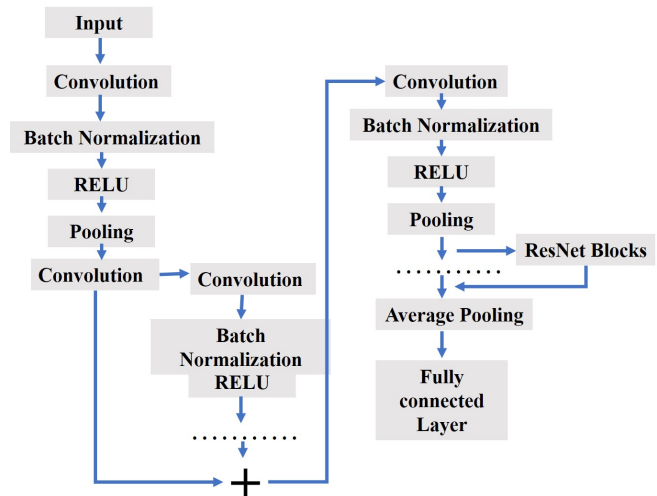 Input
Convolution
Batch Normalization
RELU
Pooling
Convolution
Convolution
Batch
Normalization
RELU
..................
+
Convolution
Batch Normalization
RELU
Pooling
ResNet Blocks
..................
Average Pooling
Fully
connected
Layer